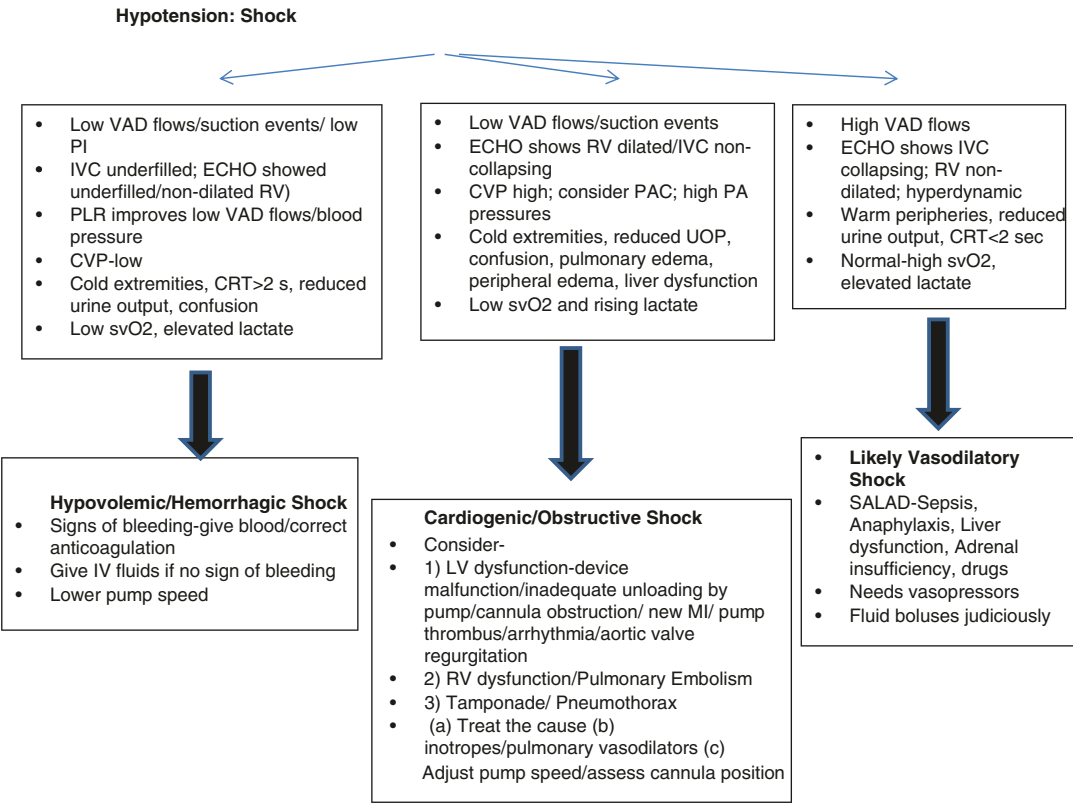 Hypotension: Shock
• Low VAD flows/suction events/ low
PI
• IVC underfilled; ECHO showed
underfilled/non-dilated RV)
• PLR improves low VAD flows/blood
pressure
• CVP-low
• Cold extremities, CRT>2 s, reduced
urine output, confusion
• Low svO2, elevated lactate
• Low VAD flows/suction events
• ECHO shows RV dilated/IVC non-
collapsing
• CVP high; consider PAC; high PA
pressures
• Cold extremities, reduced UOP,
confusion, pulmonary edema,
peripheral edema, liver dysfunction
• Low svO2 and rising lactate
• High VAD flows
• ECHO shows IVC
collapsing; RV non-
dilated; hyperdynamic
• Warm peripheries, reduced
urine output, CRT<2 sec
• Normal-high svO2,
elevated lactate
Hypovolemic/Hemorrhagic Shock
• Signs of bleeding-give blood/correct
anticoagulation
• Give IV fluids if no sign of bleeding
• Lower pump speed
Cardiogenic/Obstructive Shock
• Consider-
• 1) LV dysfunction-device
malfunction/inadequate unloading by
pump/cannula obstruction/ new MI/ pump
thrombus/arrhythmia/aortic valve
regurgitation
• 2) RV dysfunction/Pulmonary Embolism
• 3) Tamponade/ Pneumothorax
• (a) Treat the cause (b)
inotropes/pulmonary vasodilators (c)
Adjust pump speed/assess cannula position
• Likely Vasodilatory
Shock
• SALAD-Sepsis,
Anaphylaxis, Liver
dysfunction, Adrenal
insufficiency, drugs
• Needs vasopressors
• Fluid boluses judiciously